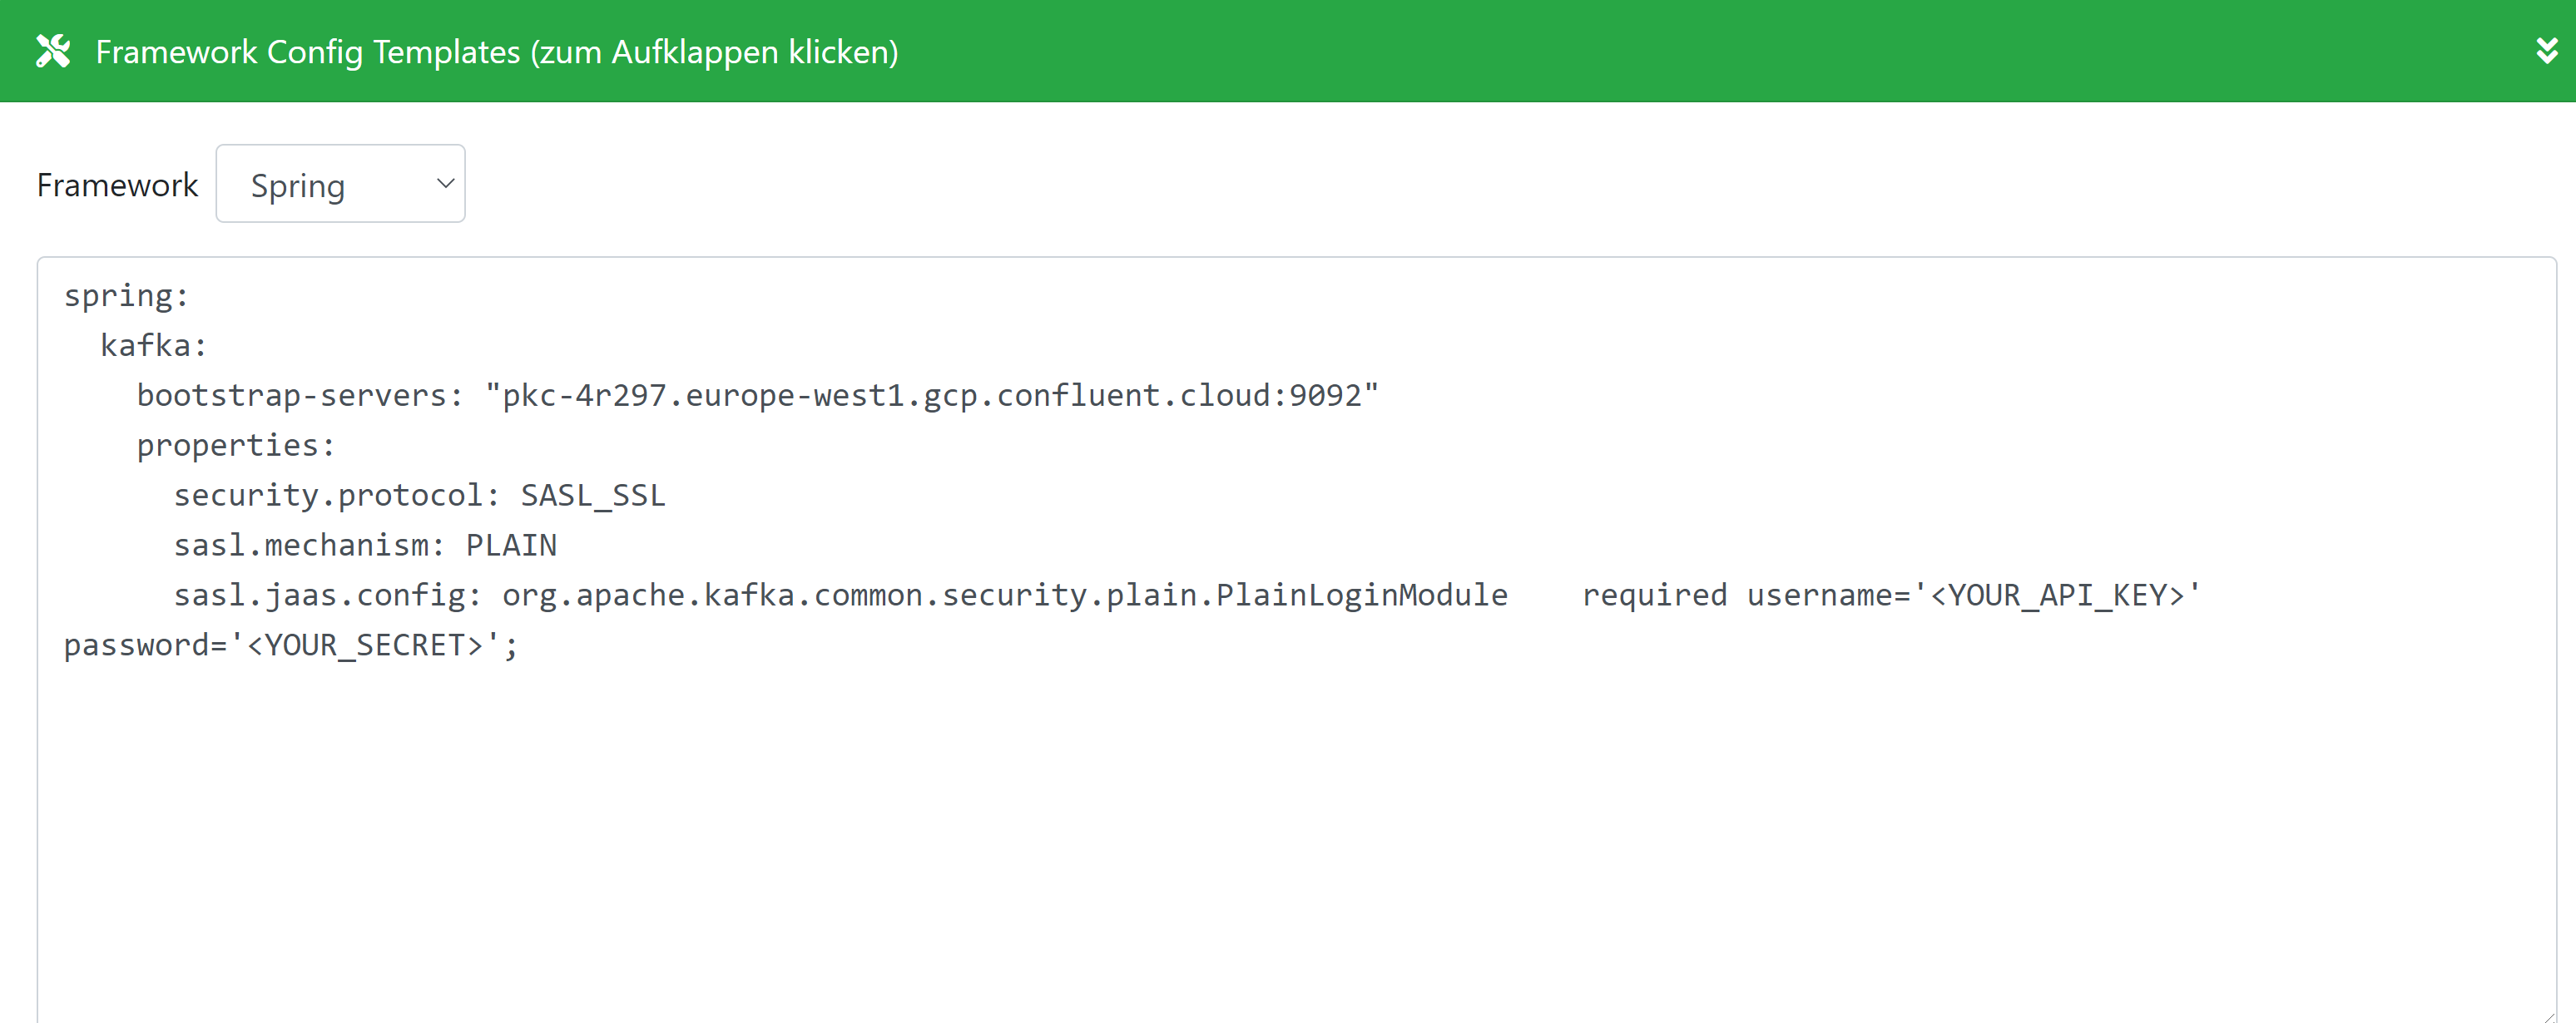 Framework Config Templates (zum Aufklappen klicken)
Framework Spring
spring:
  kafka:
    bootstrap-servers: "pkc-4r297.europe-west1.gcp.confluent.cloud:9092"
    properties:
      security.protocol: SASL_SSL
      sasl.mechanism: PLAIN
      sasl.jaas.config: org.apache.kafka.common.security.plain.PlainLoginModule    required username='<YOUR_API_KEY>'
password='<YOUR_SECRET>';